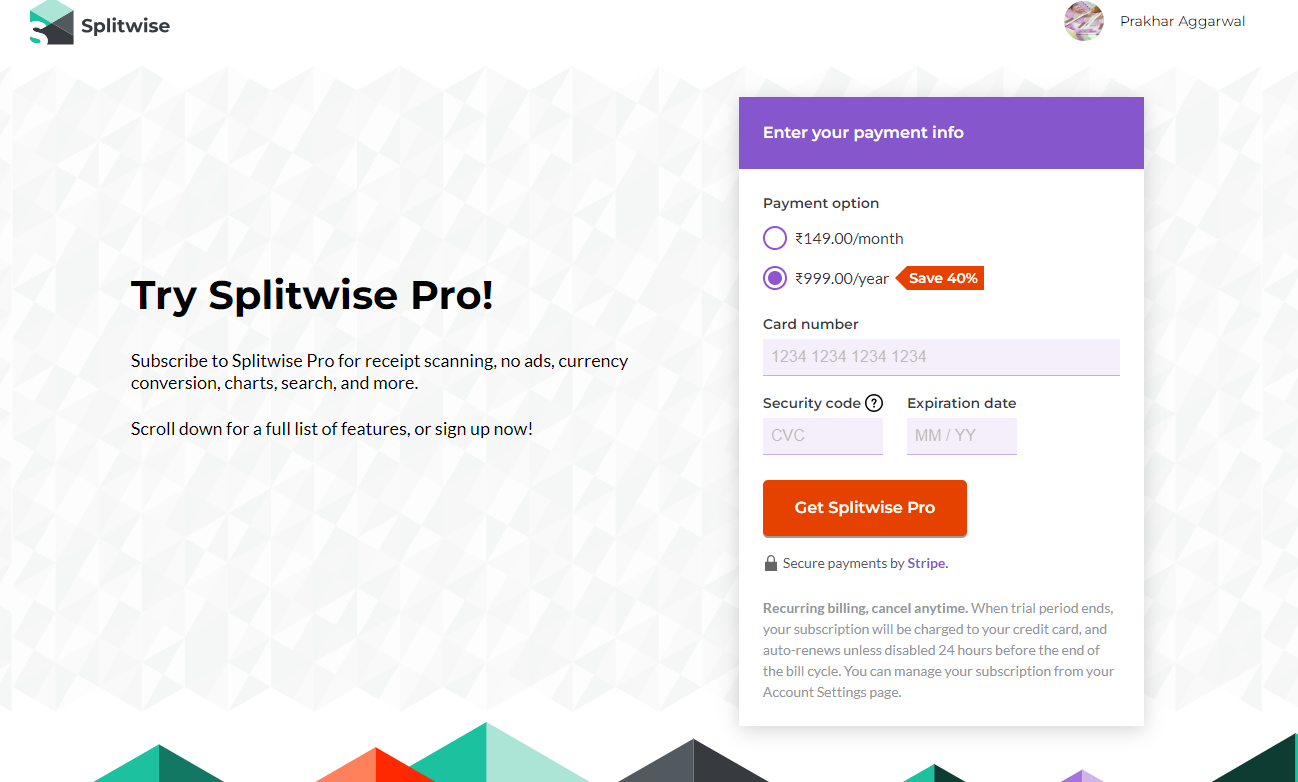 Splitwise
Prakhar Aggarwal
Try Splitwise Pro!
Subscribe to Splitwise Pro for receipt scanning, no ads, currency
conversion, charts, search, and more.
Scroll down for a full list of features, or sign up now!
Enter your payment info
Payment option
₹149.00/month
₹999.00/year Save 40%
Card number
1234 1234 1234 1234
Security code ? Expiration date
CVC MM / YY
Get Splitwise Pro
Secure payments by Stripe.
Recurring billing, cancel anytime. When trial period ends,
your subscription will be charged to your credit card, and
auto-renews unless disabled 24 hours before the end of
the bill cycle. You can manage your subscription from your
Account Settings page.